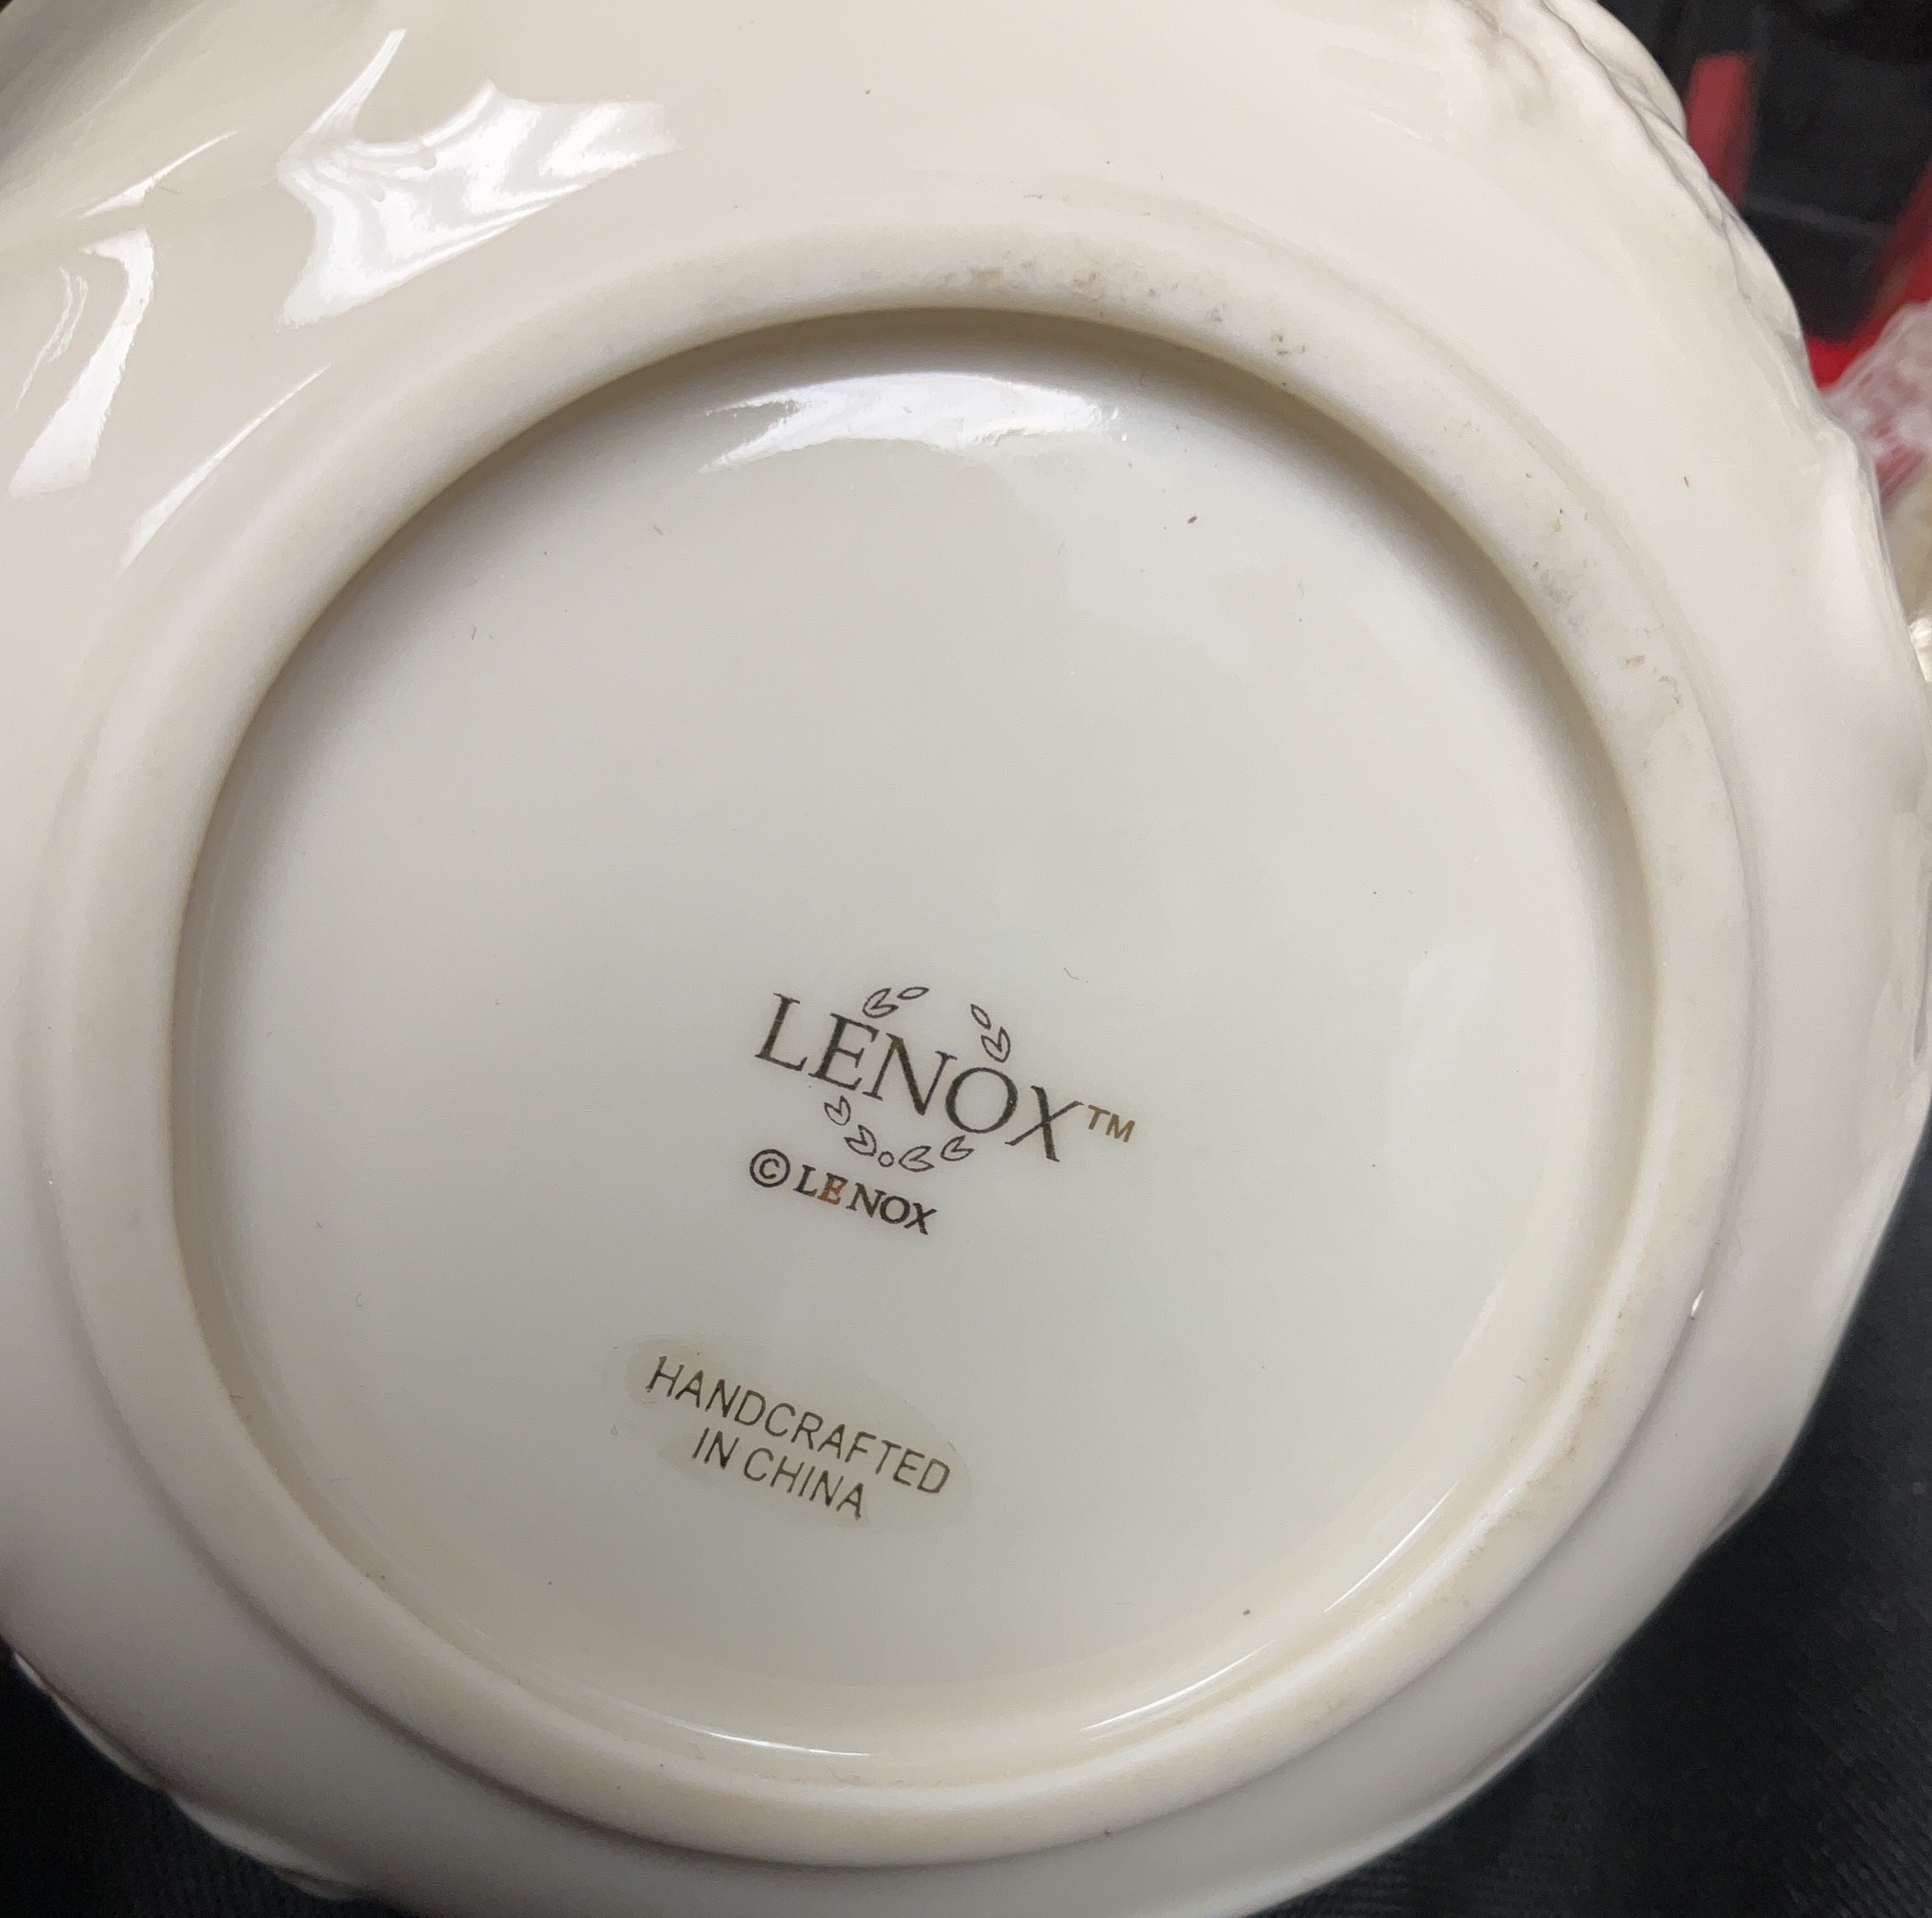 LENOX™
©LENOX
HANDCRAFTED
IN CHINA